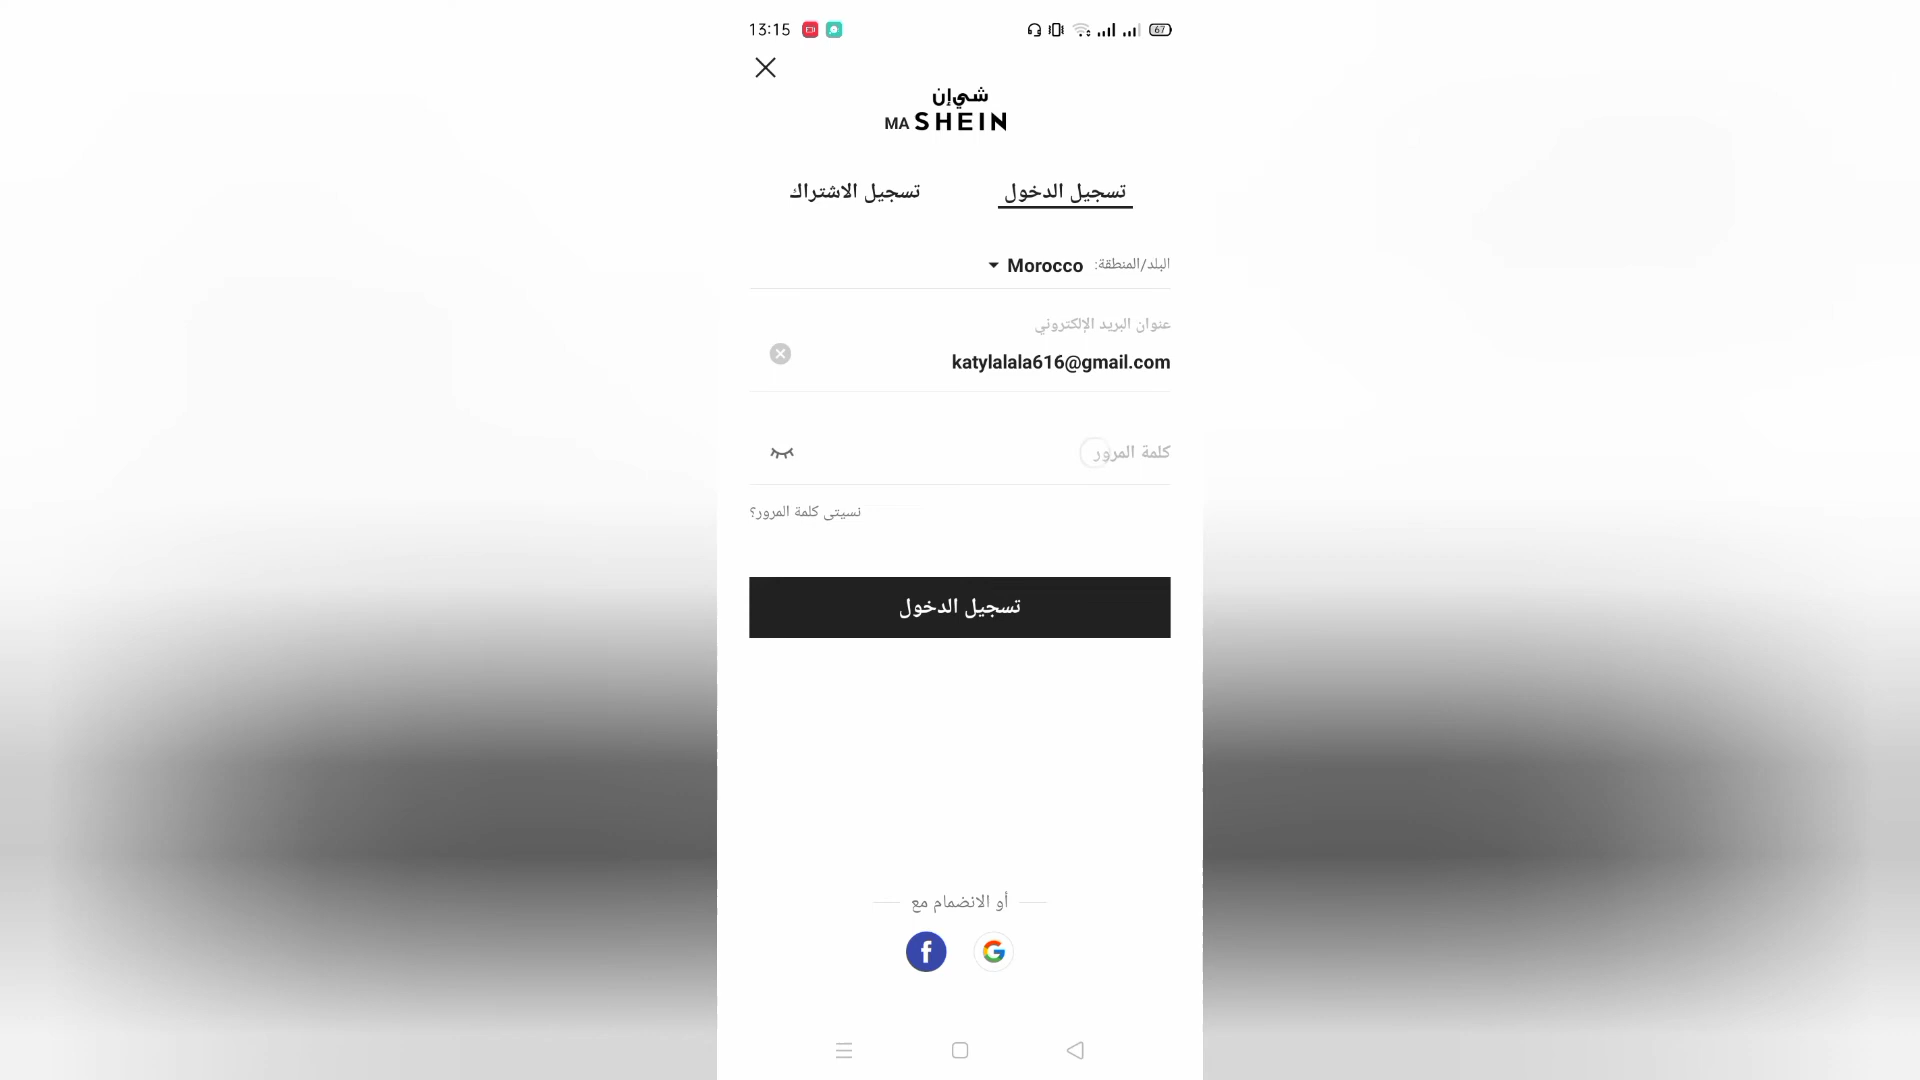 13:15
67
شي‌إن
MA SHEIN
تسجيل الدخول
تسجيل الاشتراك
البلد/المنطقة: Morocco
عنوان البريد الإلكتروني
katylalala616@gmail.com
كلمة المرور
نسيتى كلمة المرور؟
تسجيل الدخول
أو الانضمام مع